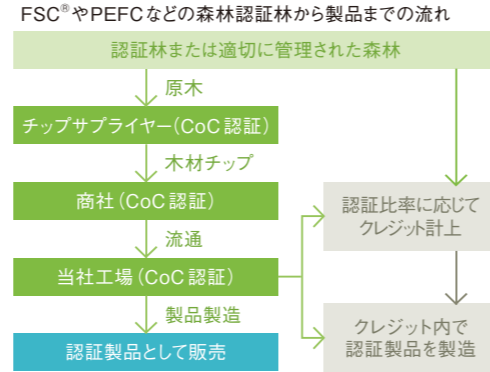 FSC®やPEFCなどの森林認証林から製品までの流れ
認証林または適切に管理された森林
原木
チップサプライヤー(CoC認証)
木材チップ
商社(CoC認証)
流通
当社工場(CoC認証)
製品製造
認証製品として販売
認証比率に応じて
クレジット計上
クレジット内で
認証製品を製造